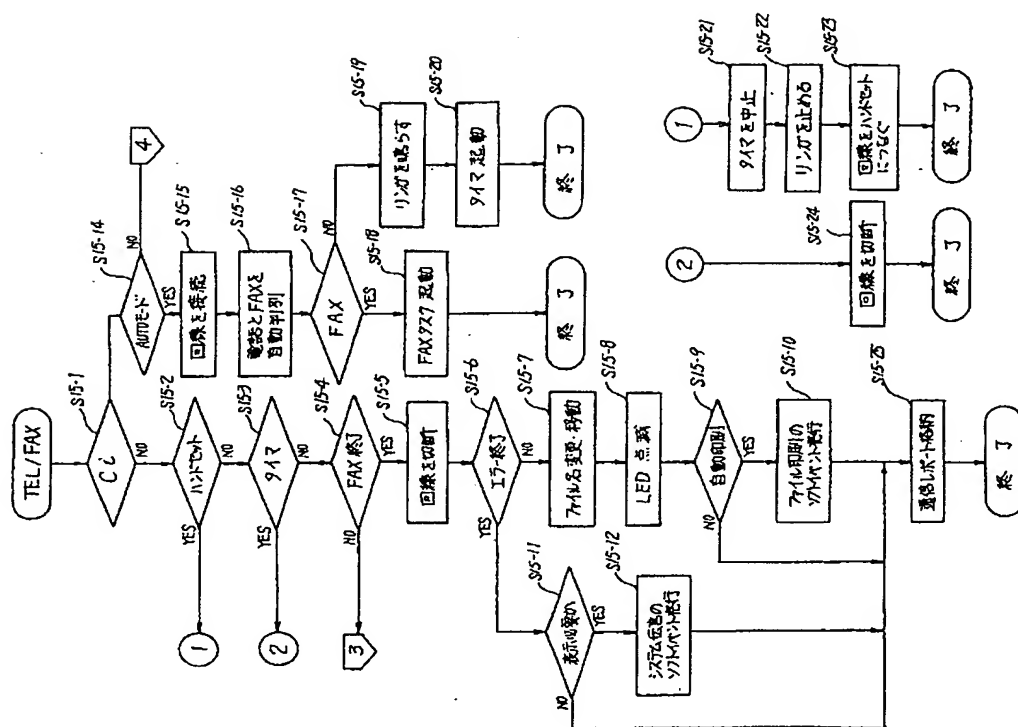 TEL/FAX
Ci
S15-1
NO
ハンドセット
S15-2
YES
NO
1
タイマ
S15-3
YES
NO
2
FAX終了
S15-4
NO
YES
3
回線を切断
S15-5
エラー終了
S15-6
YES
NO
ファイル名変更・移動
S15-7
LED点滅
S15-8
自動印刷
S15-9
NO
YES
ファイル印刷の
ソフトイベント発行
S15-10
表示必要か
S15-11
NO
YES
システム伝言の
ソフトイベント発行
S15-12
通信レポート格納
S15-25
終了
AUTOモード
S15-14
NO
YES
4
回線を接続
S15-15
電話とFAXを
自動判別
S15-16
FAX
S15-17
NO
YES
FAXタスク起動
S15-18
終了
リンガを鳴らす
S15-19
タイマ起動
S15-20
終了
1
タイマを中止
S15-21
リンガを止める
S15-22
回線をハンドセット
につなぐ
S15-23
終了
2
回線を切断
S15-24
終了